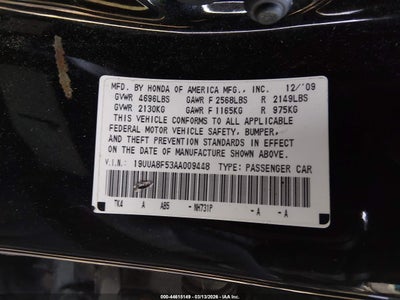 MFD. BY HONDA OF AMERICA MFG., INC. 12/'09
GVWR 4696LBS GAWR F 2568LBS R 2149LBS
GVWR 2130KG GAWR F 1165KG R 975KG
THIS VEHICLE CONFORMS TO ALL APPLICABLE
FEDERAL MOTOR VEHICLE SAFETY, BUMPER,
AND THEFT PREVENTION STANDARDS IN EFFECT
ON THE DATE OF MANUFACTURE SHOWN ABOVE.
V.I.N.: 19UUA8F53AA009448 TYPE: PASSENGER CAR
TK4 A AB5 - NH731P - A - A
000-44615149 - 03/13/2026 - IAA Inc.